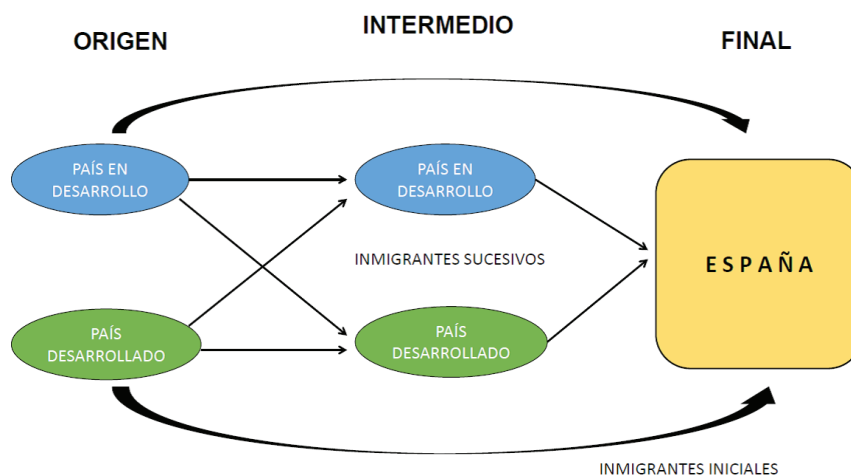 ORIGEN
INTERMEDIO
FINAL
PAÍS EN
DESARROLLO
PAÍS EN
DESARROLLO
INMIGRANTES SUCESIVOS
E S P A Ñ A
PAÍS
DESARROLLADO
PAÍS
DESARROLLADO
INMIGRANTES INICIALES